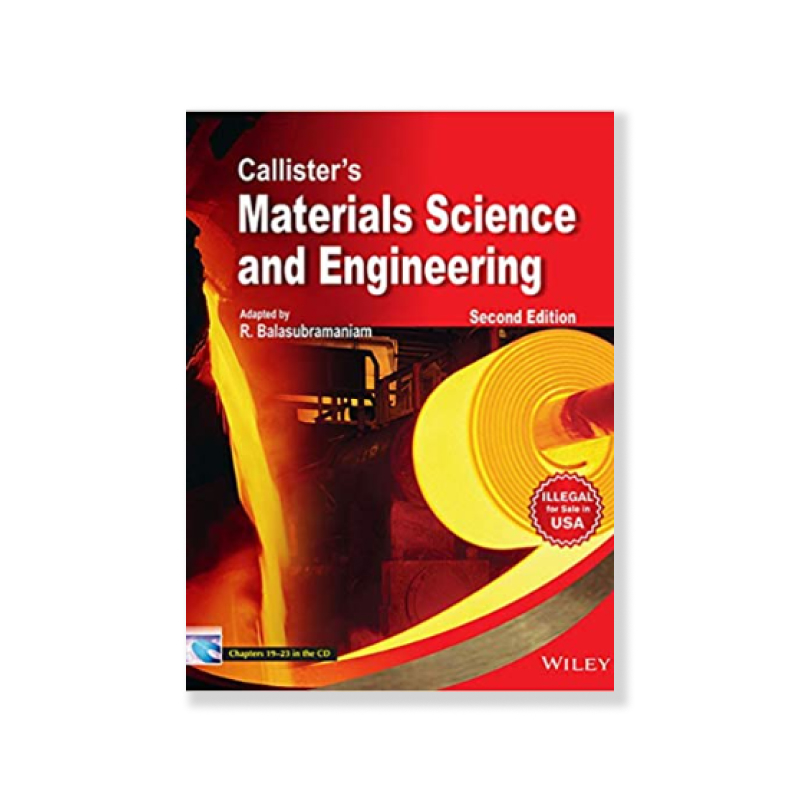 Callister's
Materials Science
and Engineering
Adapted by
R. Balasubramaniam
Second Edition
ILLEGAL
for Sale in
USA
Chapters 19–23 in the CD
WILEY